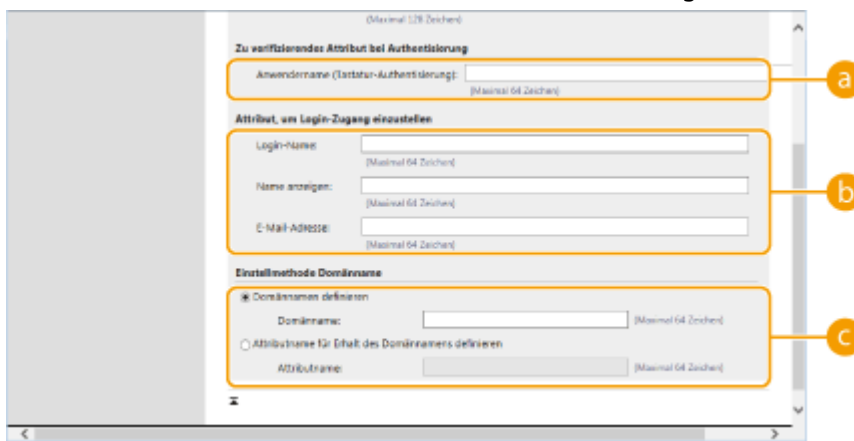 (Maximal 128 Zeichen)
Zu verifizierendes Attribut bei Authentisierung
Anwendername (Tastatur-Authentisierung):
(Maximal 64 Zeichen)
a
Attribut, um Login-Zugang einzustellen
Login-Name:
(Maximal 64 Zeichen)
Name anzeigen:
(Maximal 64 Zeichen)
b
E-Mail-Adresse:
(Maximal 64 Zeichen)
Einstellmethode Domänname
Domännamen definieren
Domänname: (Maximal 64 Zeichen)
c
Attributname für Erhalt des Domännamens definieren
Attributname: (Maximal 64 Zeichen)